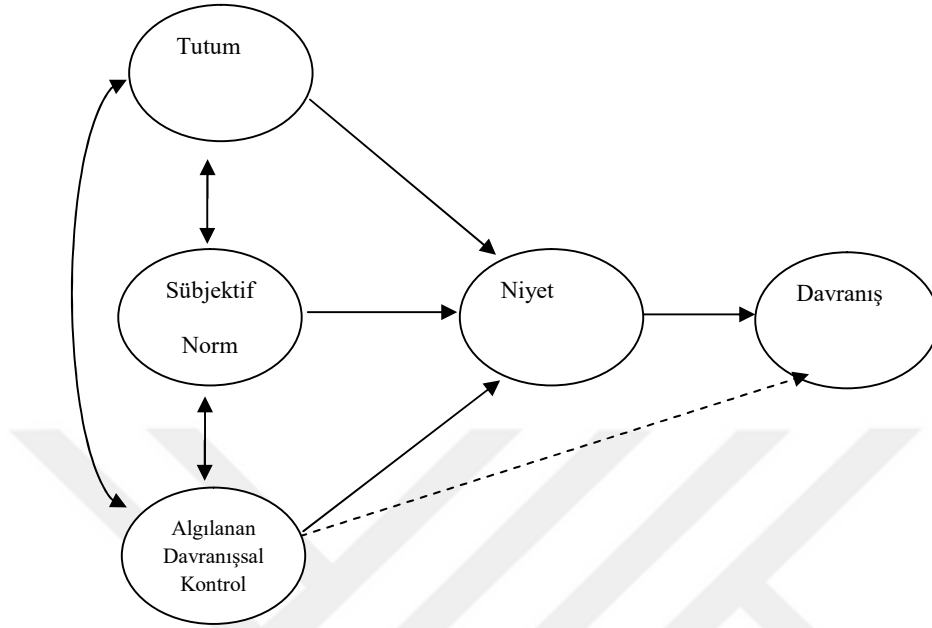 Tutum
Sübjektif
Norm
Niyet
Davranış
Algılanan
Davranışsal
Kontrol